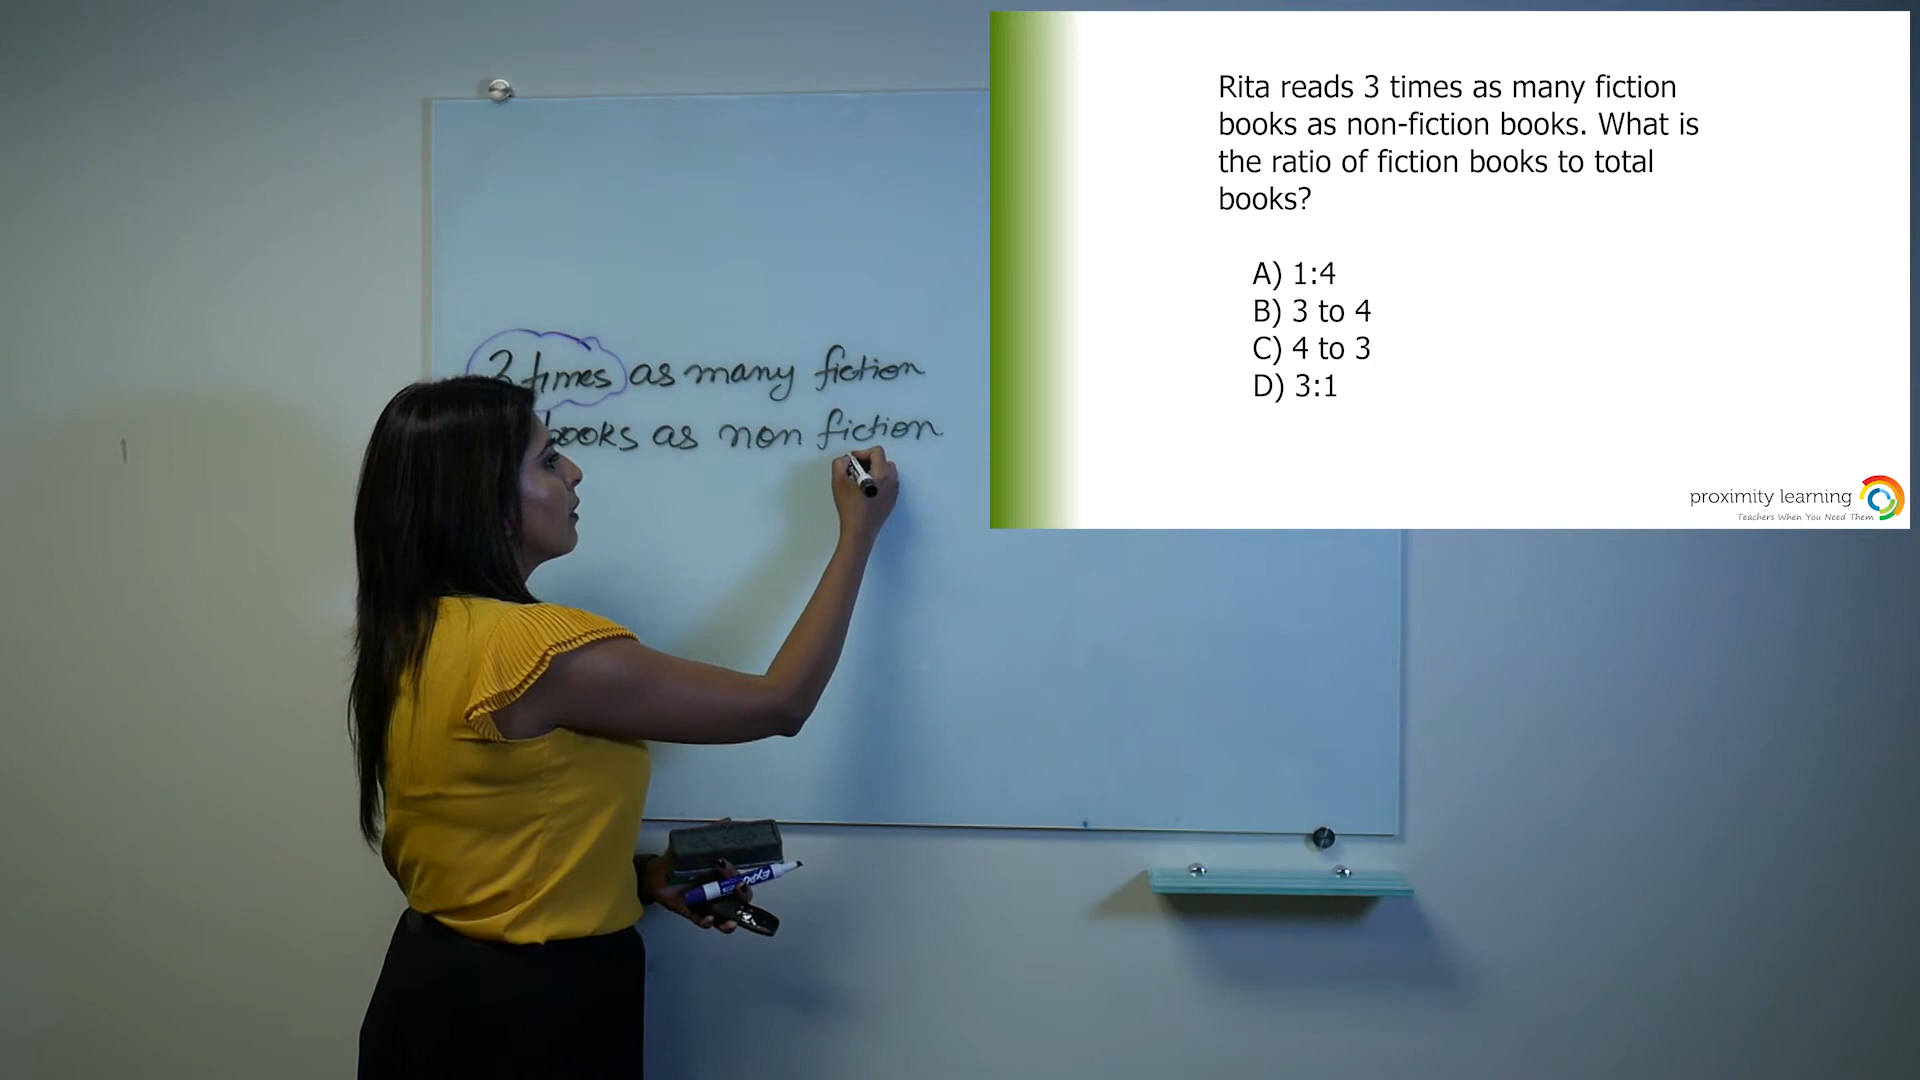 3 times as many fiction
books as non fiction
Rita reads 3 times as many fiction
books as non-fiction books. What is
the ratio of fiction books to total
books?
A) 1:4
B) 3 to 4
C) 4 to 3
D) 3:1
proximity learning
Teachers When You Need Them
EXPO